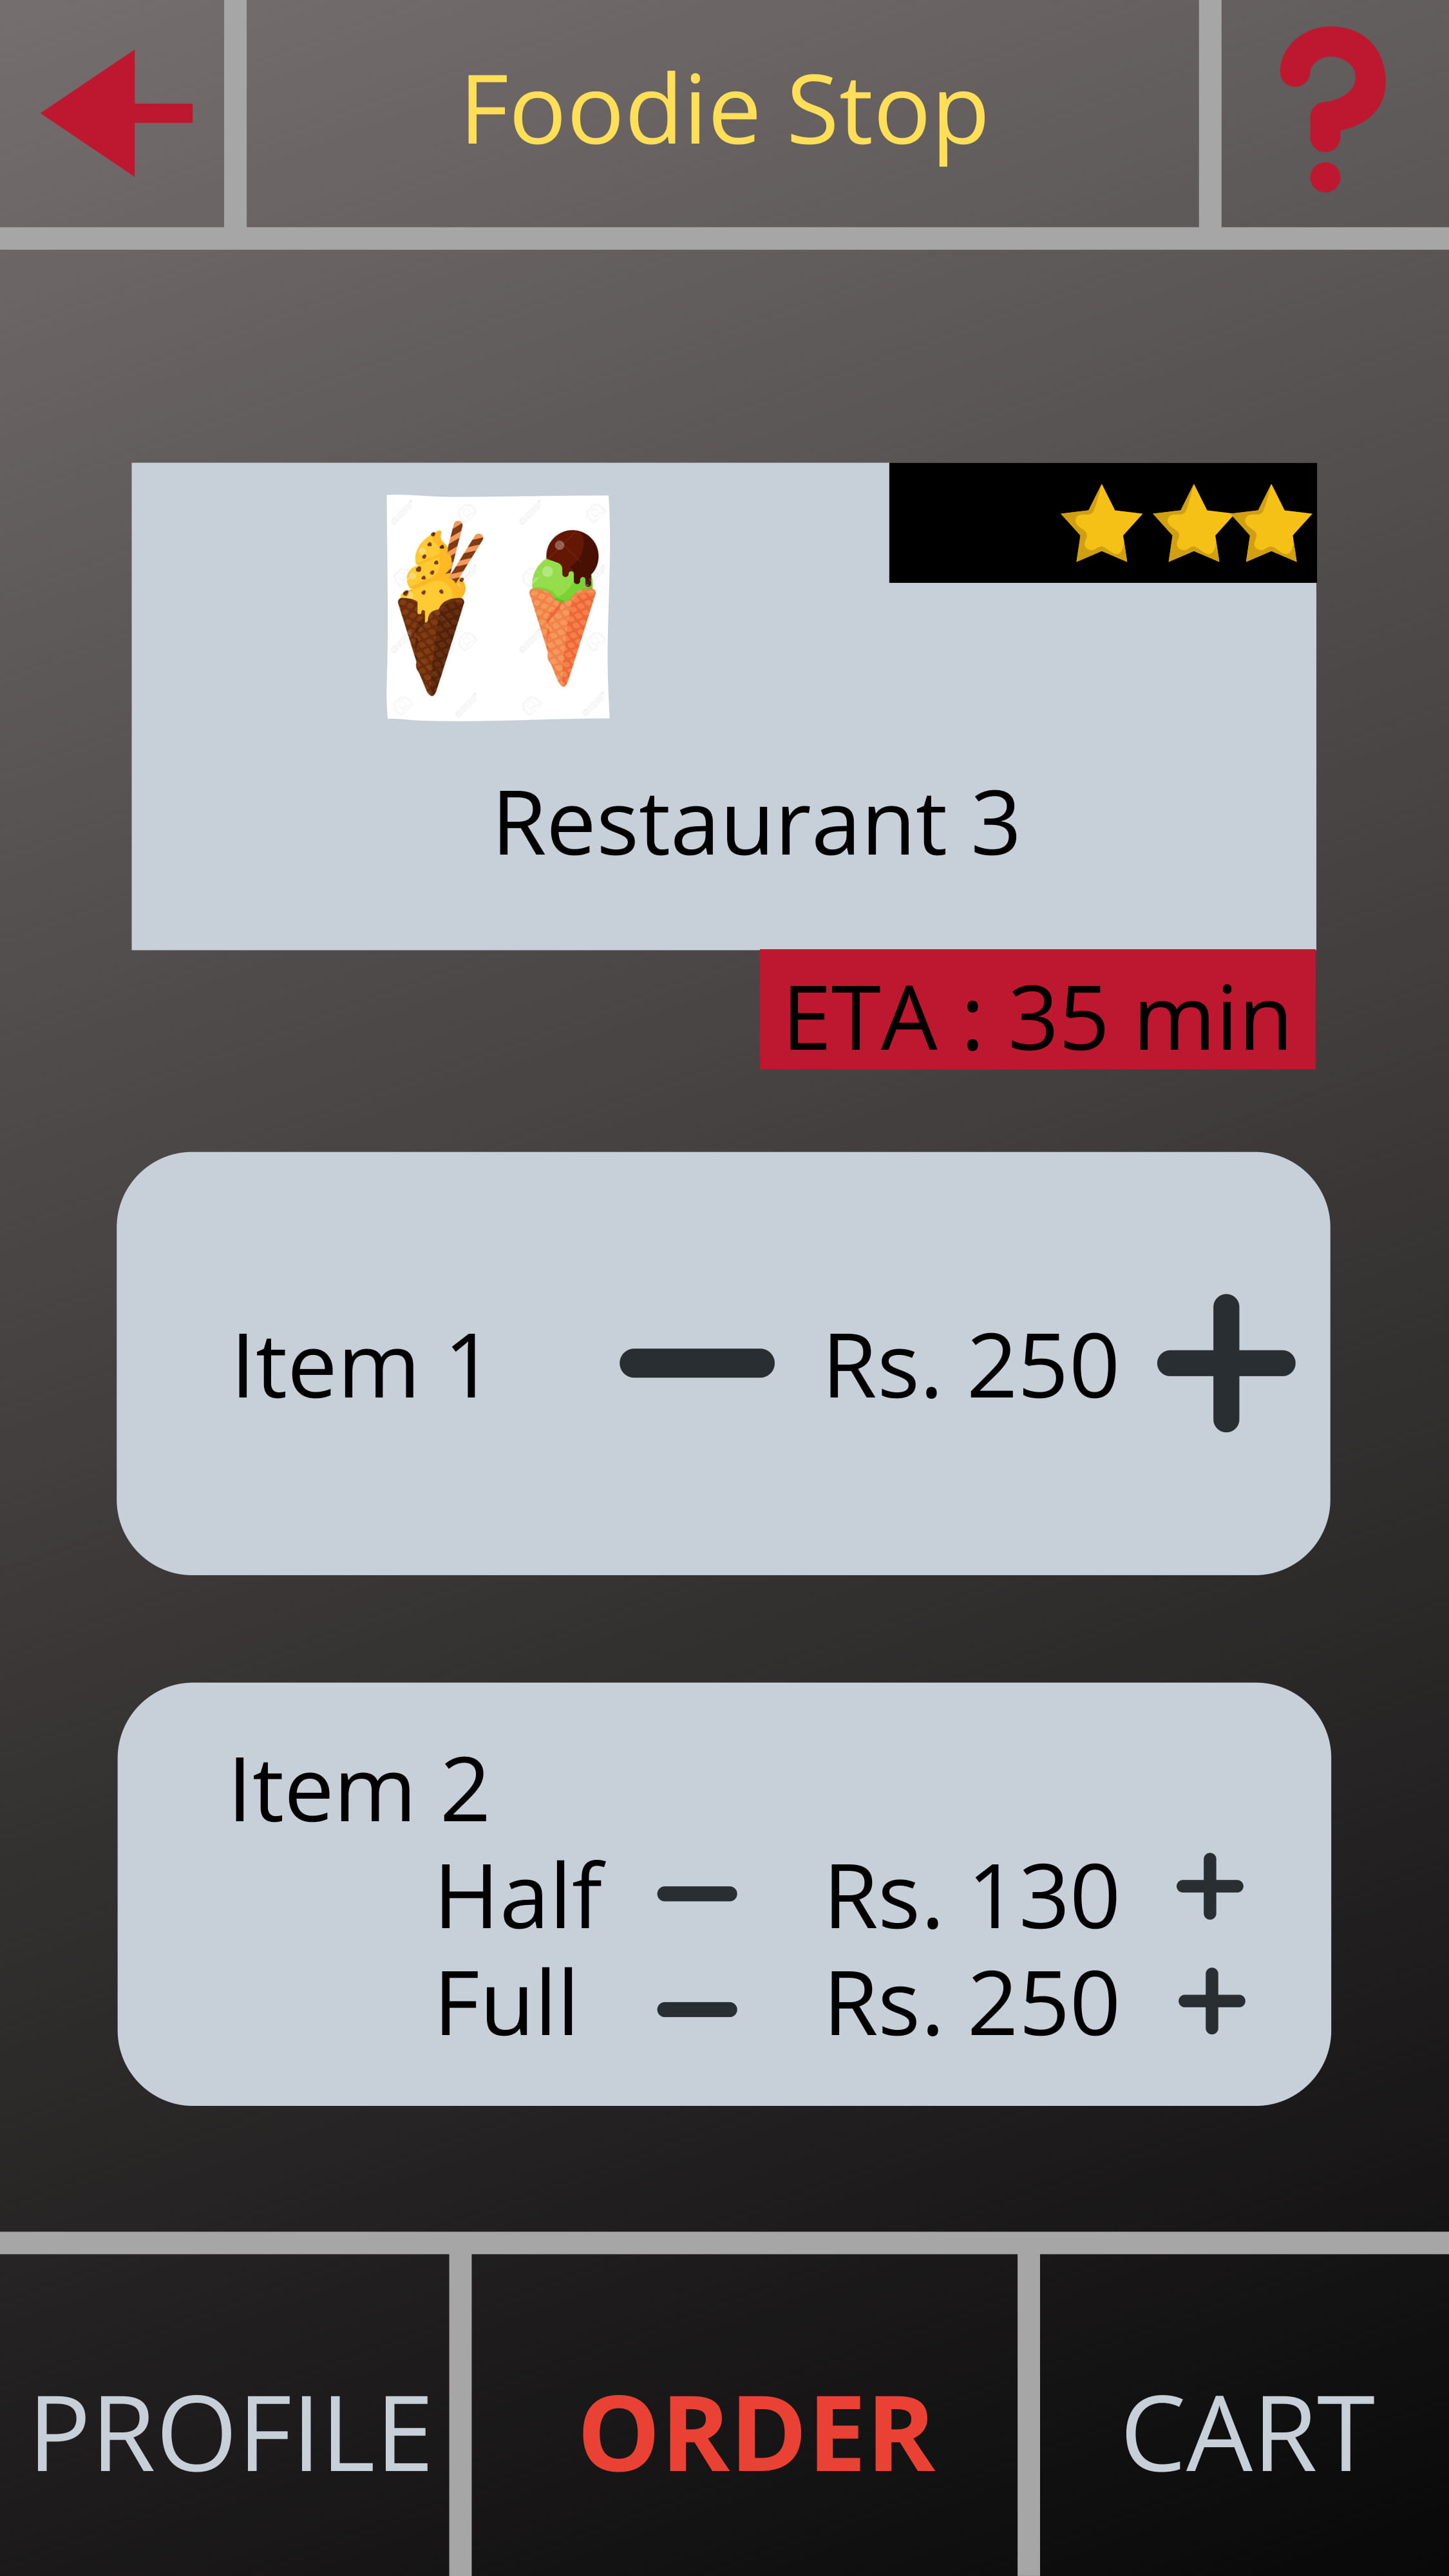 Foodie Stop
Restaurant 3
ETA : 35 min
Item 1 Rs. 250
Item 2
Half Rs. 130
Full Rs. 250
PROFILE ORDER CART